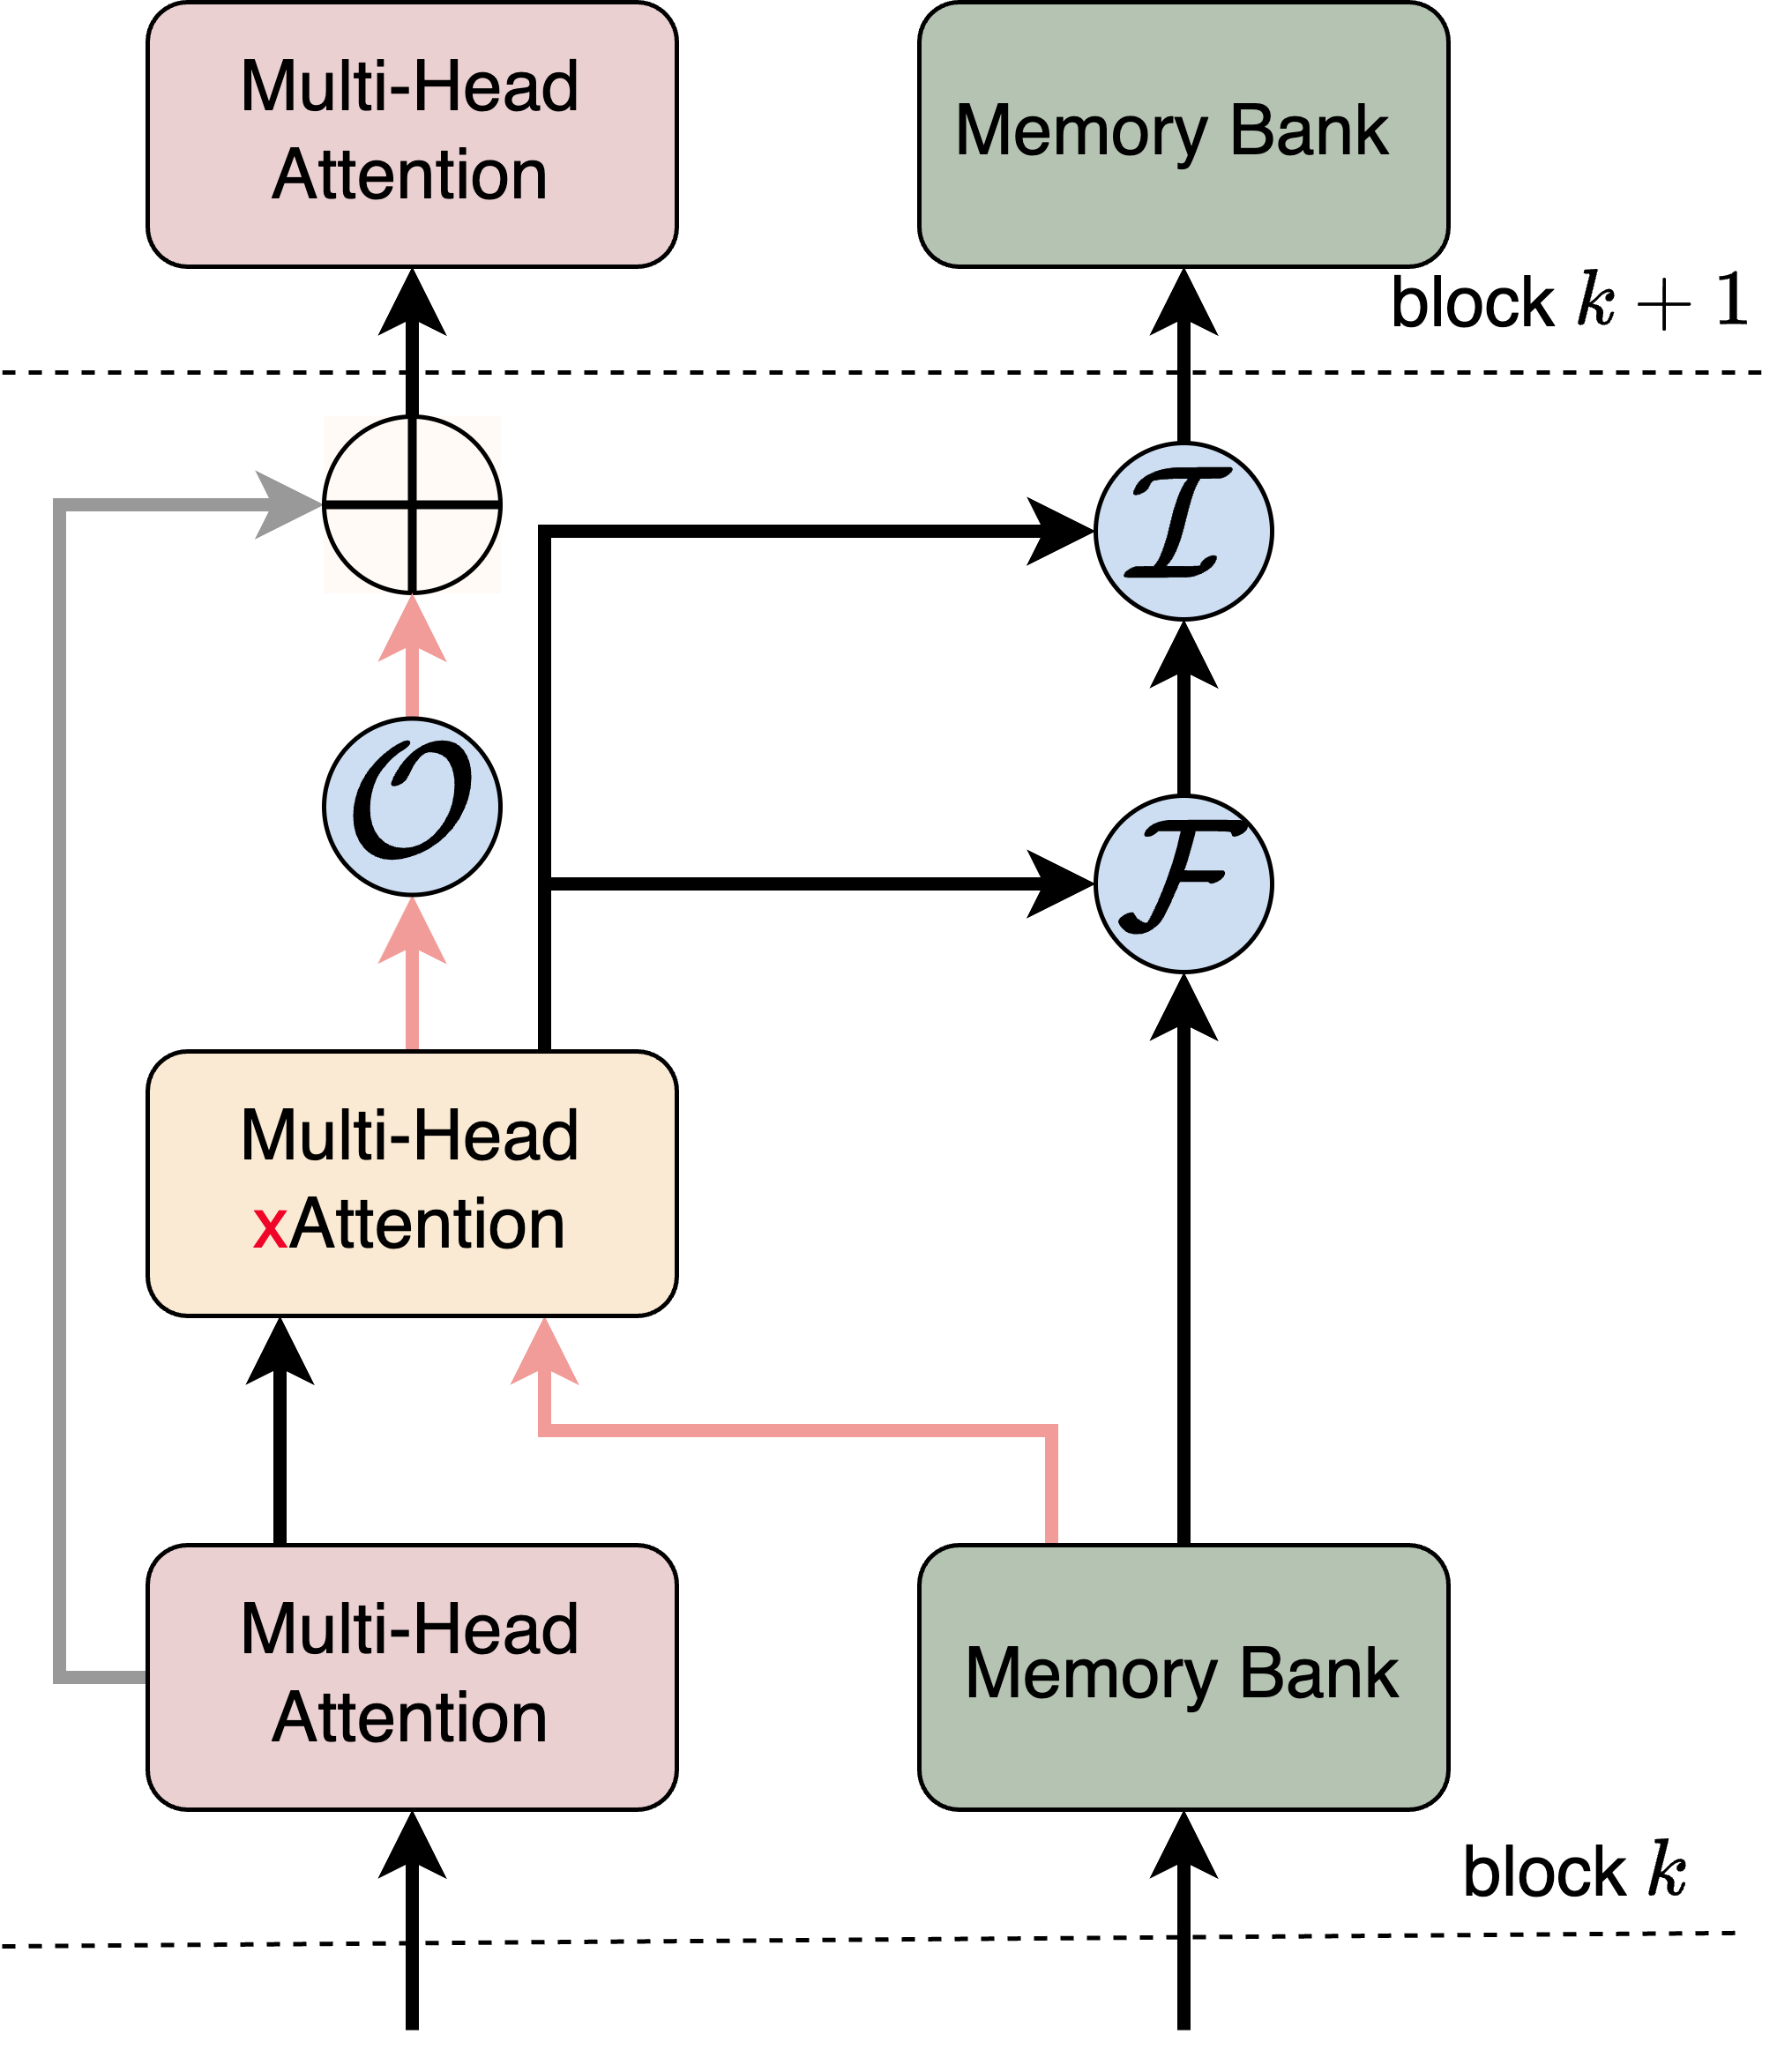 Multi-Head
Attention
Memory Bank
block k + 1
ℐ
𝒪
ℱ
Multi-Head
xAttention
Multi-Head
Attention
Memory Bank
block k